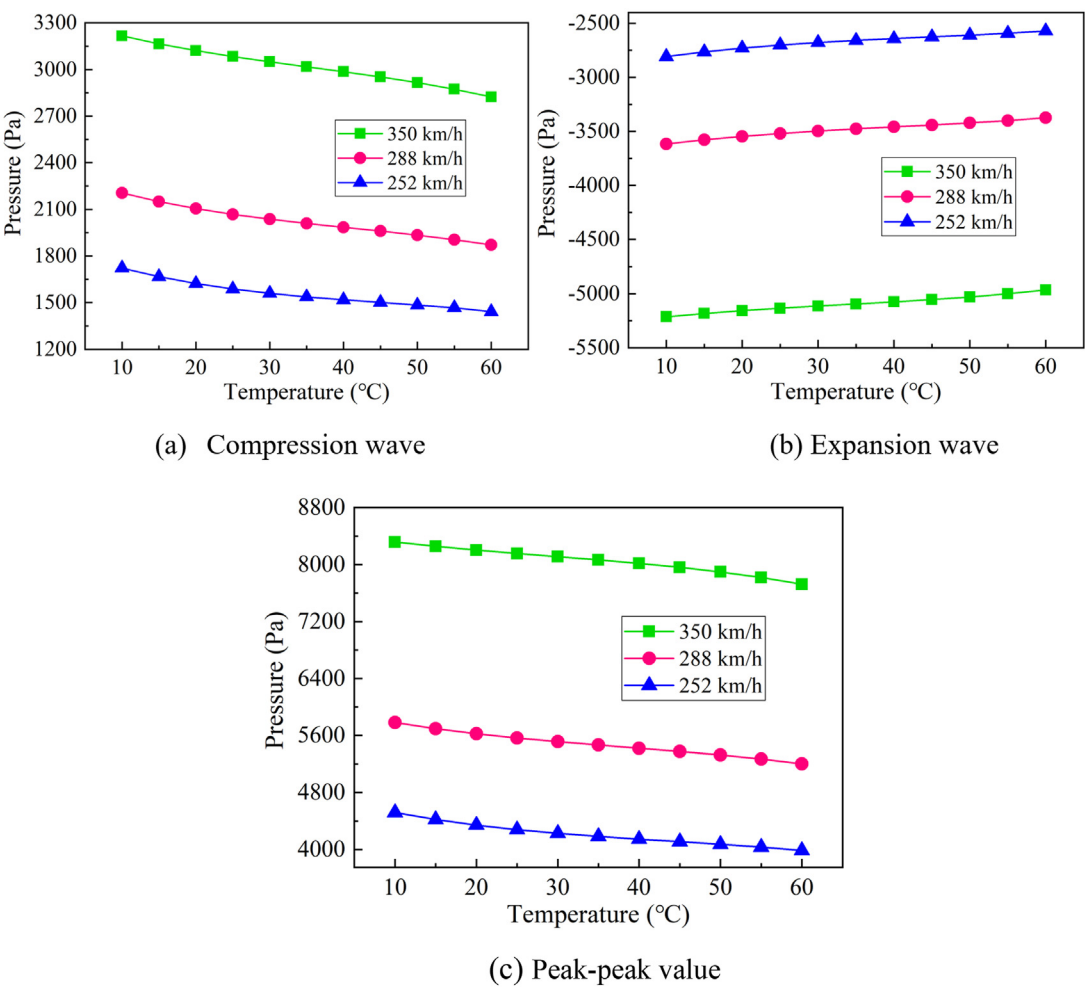 3300
3000
2700
2400
2100
1800
1500
1200
Pressure (Pa)
350 km/h
288 km/h
252 km/h
10 20 30 40 50 60
Temperature (℃)
(a) Compression wave
-2500
-3000
-3500
-4000
-4500
-5000
-5500
Pressure (Pa)
350 km/h
288 km/h
252 km/h
10 20 30 40 50 60
Temperature (℃)
(b) Expansion wave
8800
8000
7200
6400
5600
4800
4000
Pressure (Pa)
350 km/h
288 km/h
252 km/h
10 20 30 40 50 60
Temperature (℃)
(c) Peak-peak value